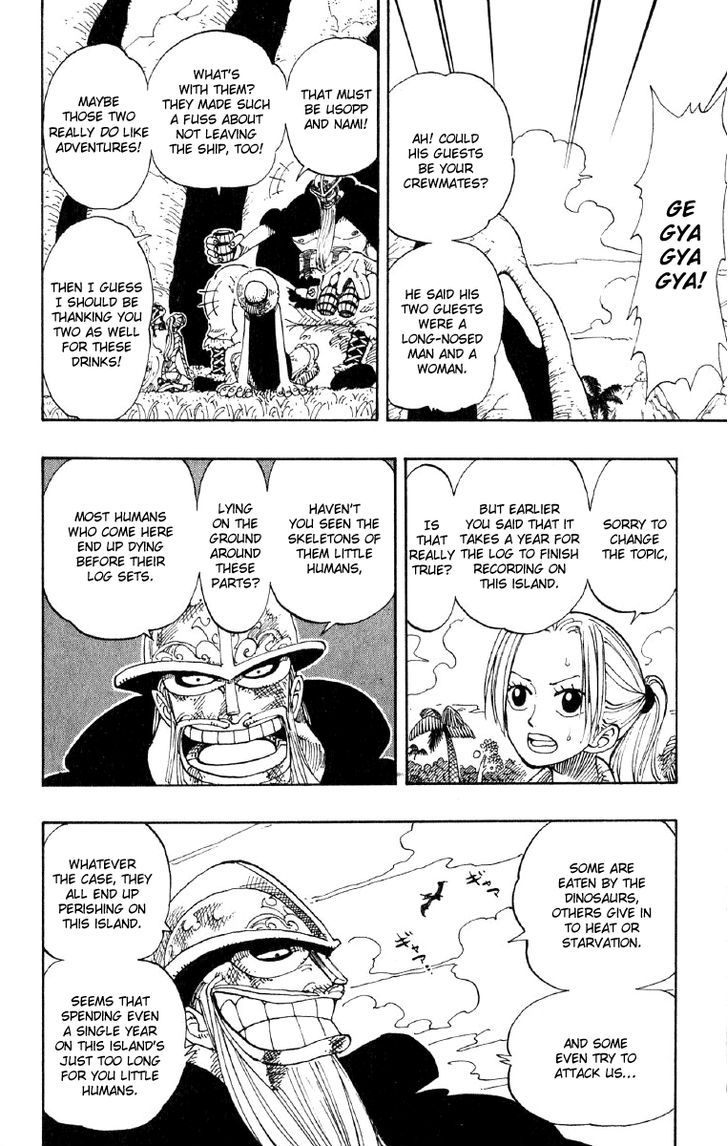 GE
GYA
GYA
GYA!
AH! COULD
HIS GUESTS
BE YOUR
CREWMATES?
HE SAID HIS
TWO GUESTS
WERE A
LONG-NOSED
MAN AND A
WOMAN.
THAT MUST
BE USOPP
AND NAMI!
WHAT'S
WITH THEM?
THEY MADE SUCH
A FUSS ABOUT
NOT LEAVING
THE SHIP, TOO!
MAYBE
THOSE TWO
REALLY DO LIKE
ADVENTURES!
THEN I GUESS
I SHOULD BE
THANKING YOU
TWO AS WELL
FOR THESE
DRINKS!
SORRY TO
CHANGE
THE TOPIC,
BUT EARLIER
YOU SAID THAT IT
TAKES A YEAR FOR
THE LOG TO FINISH
RECORDING ON
THIS ISLAND.
IS
THAT
REALLY
TRUE?
HAVEN'T
YOU SEEN THE
SKELETONS OF
THEM LITTLE
HUMANS,
LYING
ON THE
GROUND
AROUND
THESE
PARTS?
MOST HUMANS
WHO COME HERE
END UP DYING
BEFORE THEIR
LOG SETS.
SOME ARE
EATEN BY THE
DINOSAURS,
OTHERS GIVE IN
TO HEAT OR
STARVATION.
AND SOME
EVEN TRY TO
ATTACK US...
ギャア
ギャア...
WHATEVER
THE CASE, THEY
ALL END UP
PERISHING ON
THIS ISLAND.
SEEMS THAT
SPENDING EVEN
A SINGLE YEAR
ON THIS ISLAND'S
JUST TOO LONG
FOR YOU LITTLE
HUMANS.